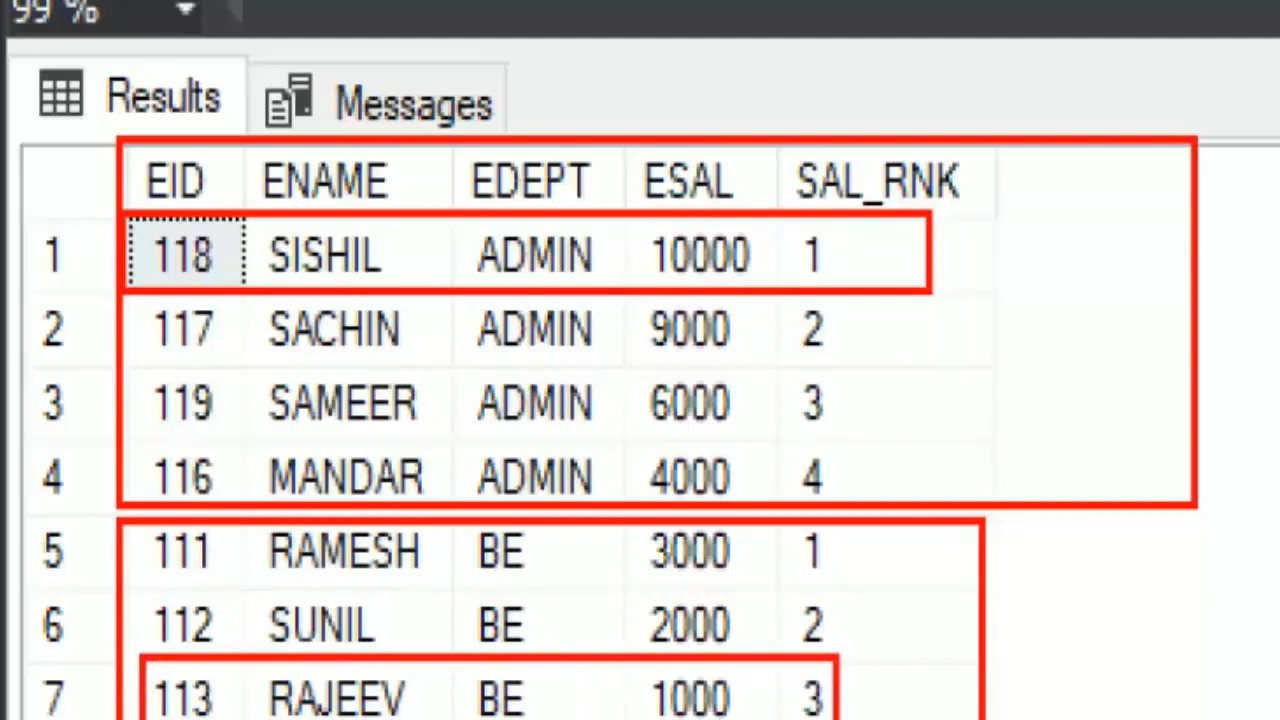 99 %
Results Messages
EID ENAME EDEPT ESAL SAL_RNK
1 118 SISHIL ADMIN 10000 1
2 117 SACHIN ADMIN 9000 2
3 119 SAMEER ADMIN 6000 3
4 116 MANDAR ADMIN 4000 4
5 111 RAMESH BE 3000 1
6 112 SUNIL BE 2000 2
7 113 RAJEEV BE 1000 3